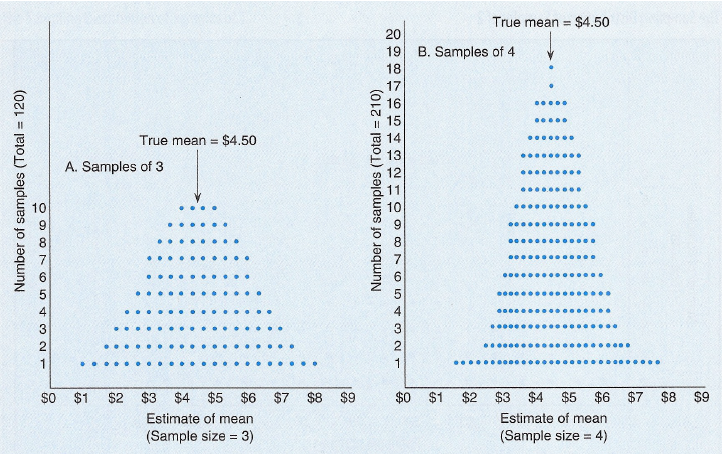 True mean = $4.50
A. Samples of 3
Number of samples (Total = 120)
10
9
8
7
6
5
4
3
2
1
$0 $1 $2 $3 $4 $5 $6 $7 $8 $9
Estimate of mean
(Sample size = 3)
True mean = $4.50
B. Samples of 4
Number of samples (Total = 210)
20
19
18
17
16
15
14
13
12
11
10
9
8
7
6
5
4
3
2
1
$0 $1 $2 $3 $4 $5 $6 $7 $8 $9
Estimate of mean
(Sample size = 4)